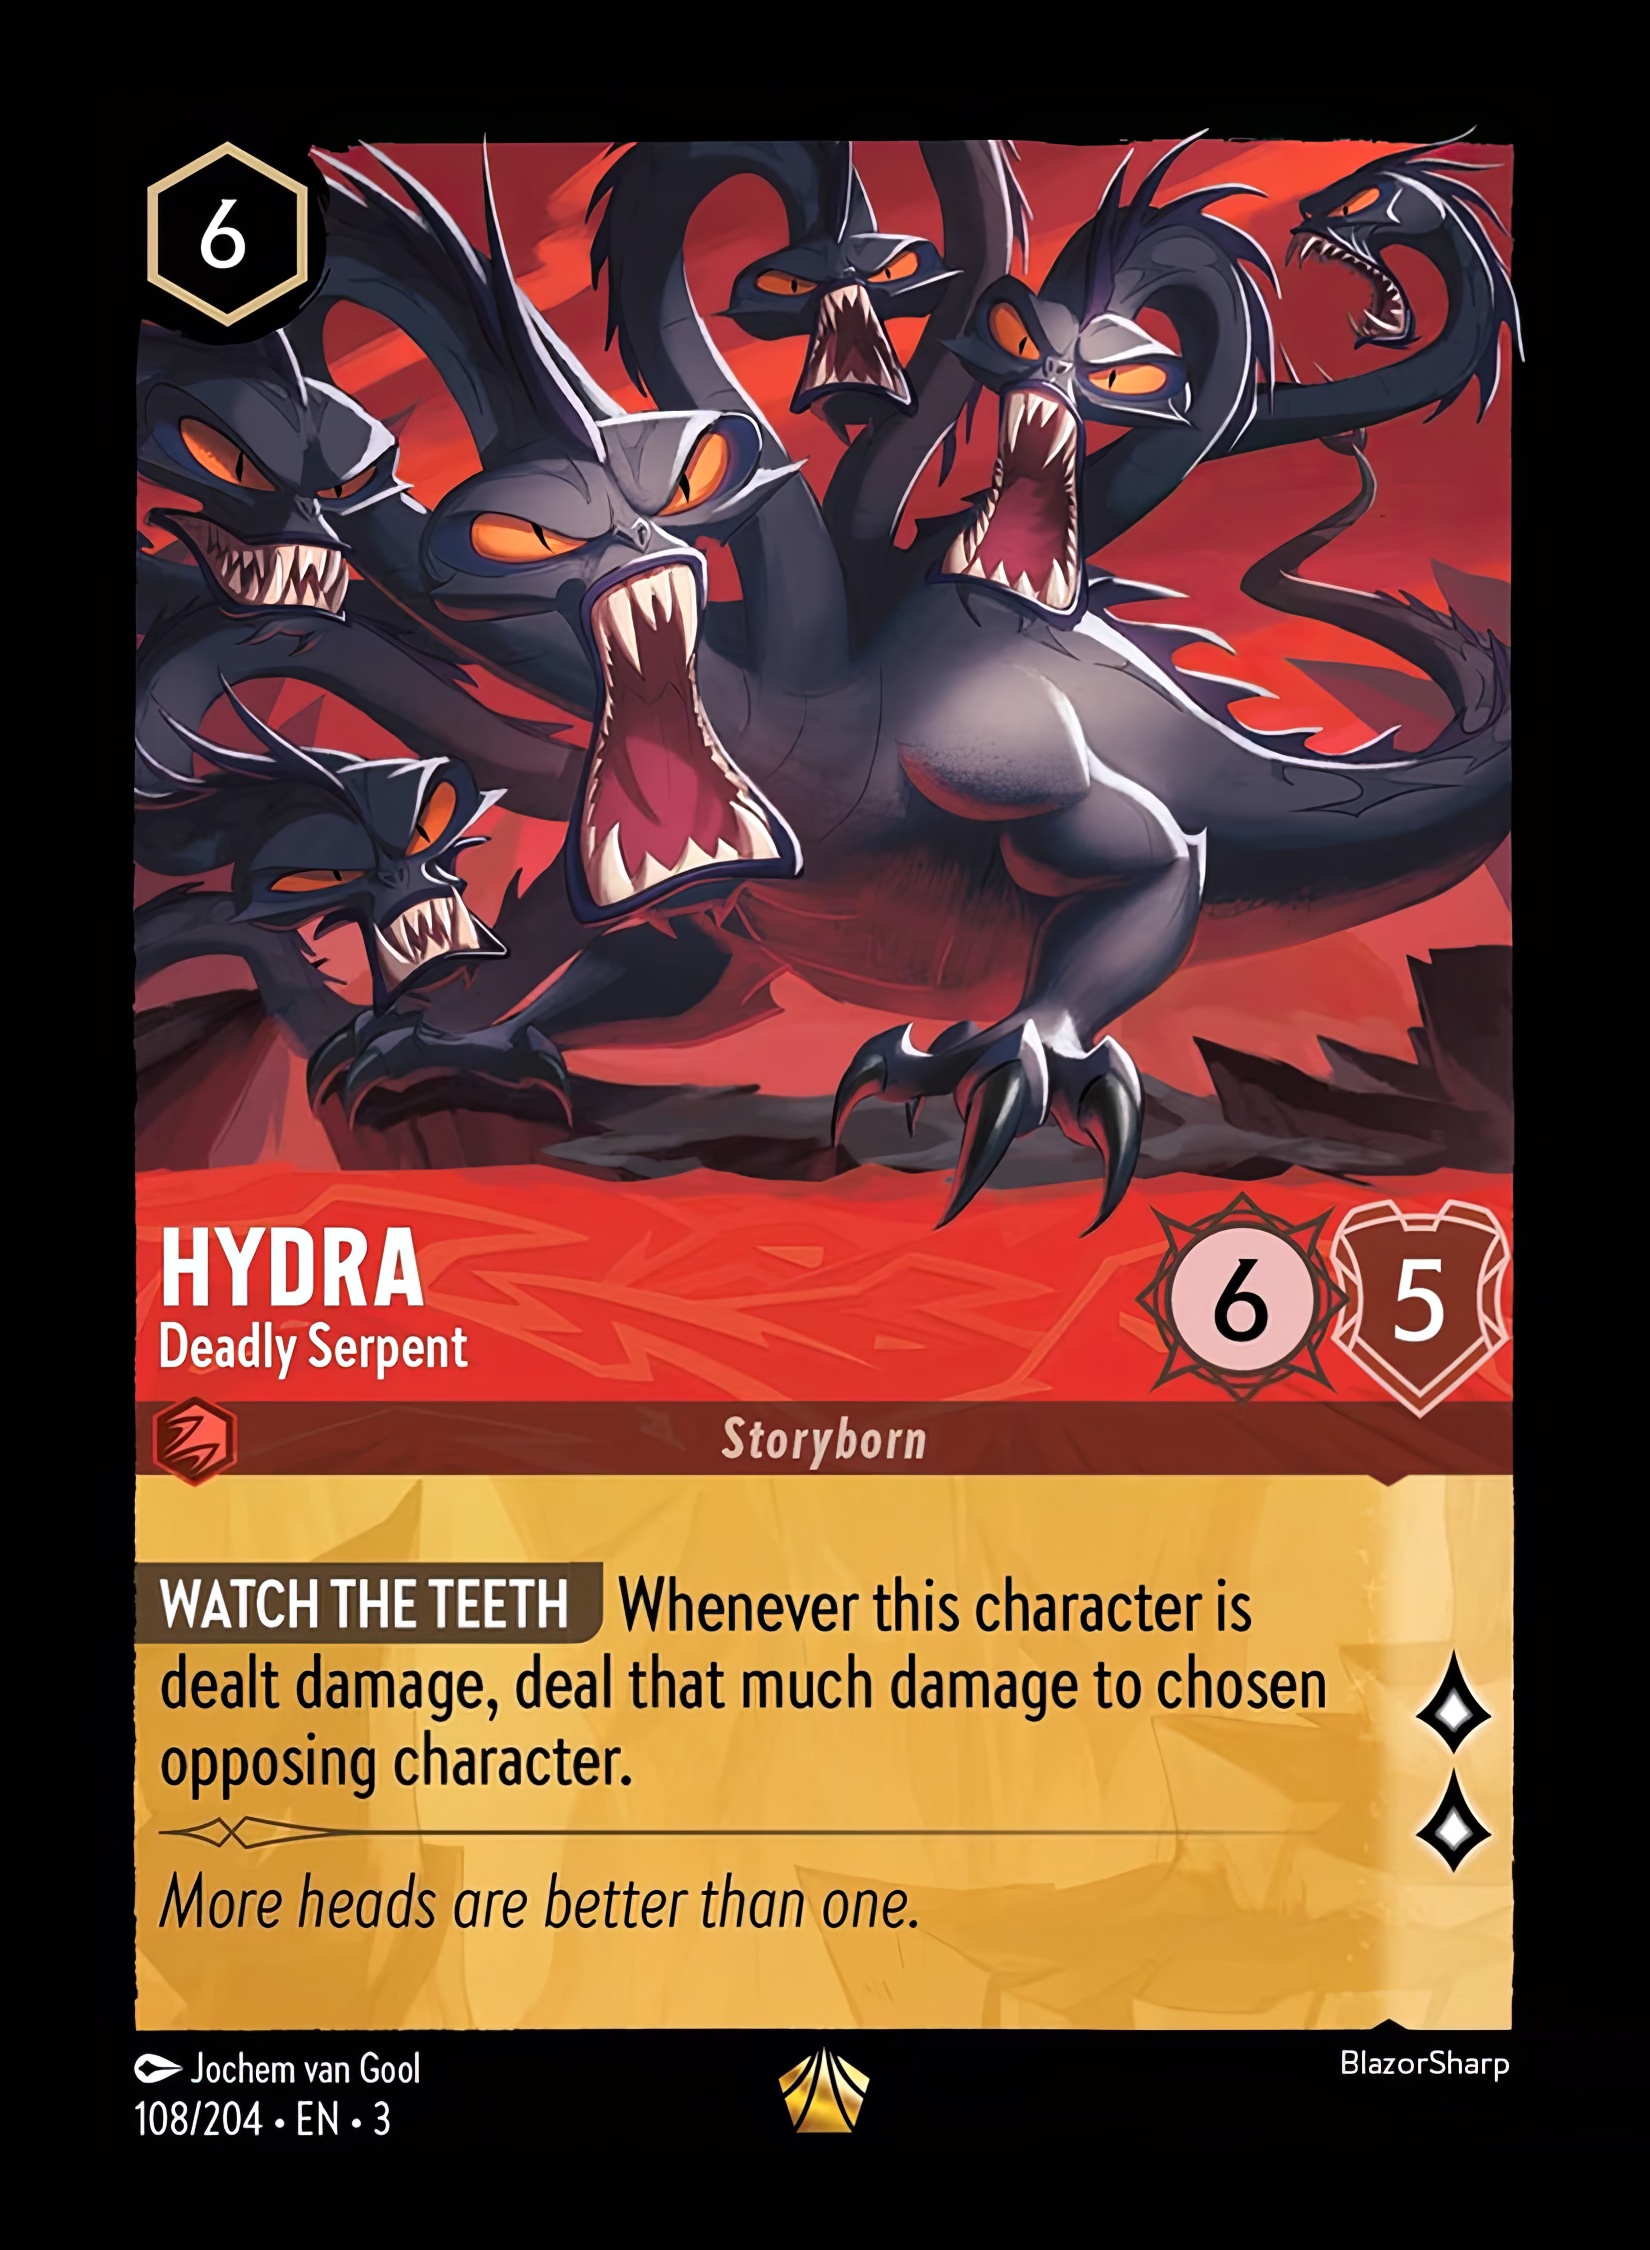 6
HYDRA
Deadly Serpent
6
5
Storyborn
WATCH THE TEETH Whenever this character is
dealt damage, deal that much damage to chosen
opposing character.
More heads are better than one.
Jochem van Gool
BlazorSharp
108/204 • EN • 3